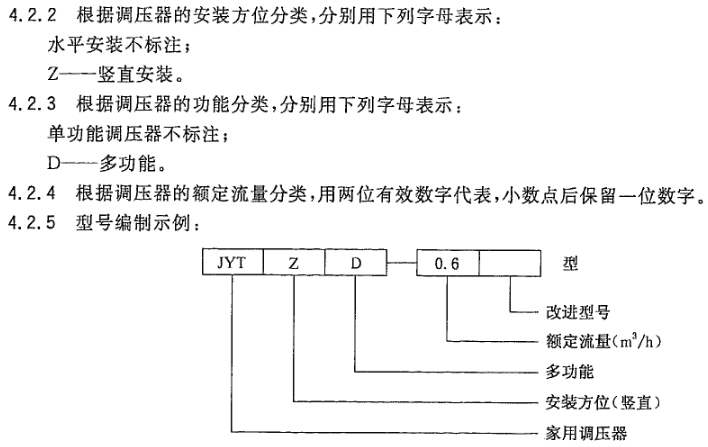 4.2.2 根据调压器的安装方位分类,分别用下列字母表示:
水平安装不标注;
Z——竖直安装。
4.2.3 根据调压器的功能分类,分别用下列字母表示:
单功能调压器不标注;
D——多功能。
4.2.4 根据调压器的额定流量分类,用两位有效数字代表,小数点后保留一位数字。
4.2.5 型号编制示例:
JYT Z D — 0.6 型
改进型号
额定流量(m³/h)
多功能
安装方位(竖直)
家用调压器